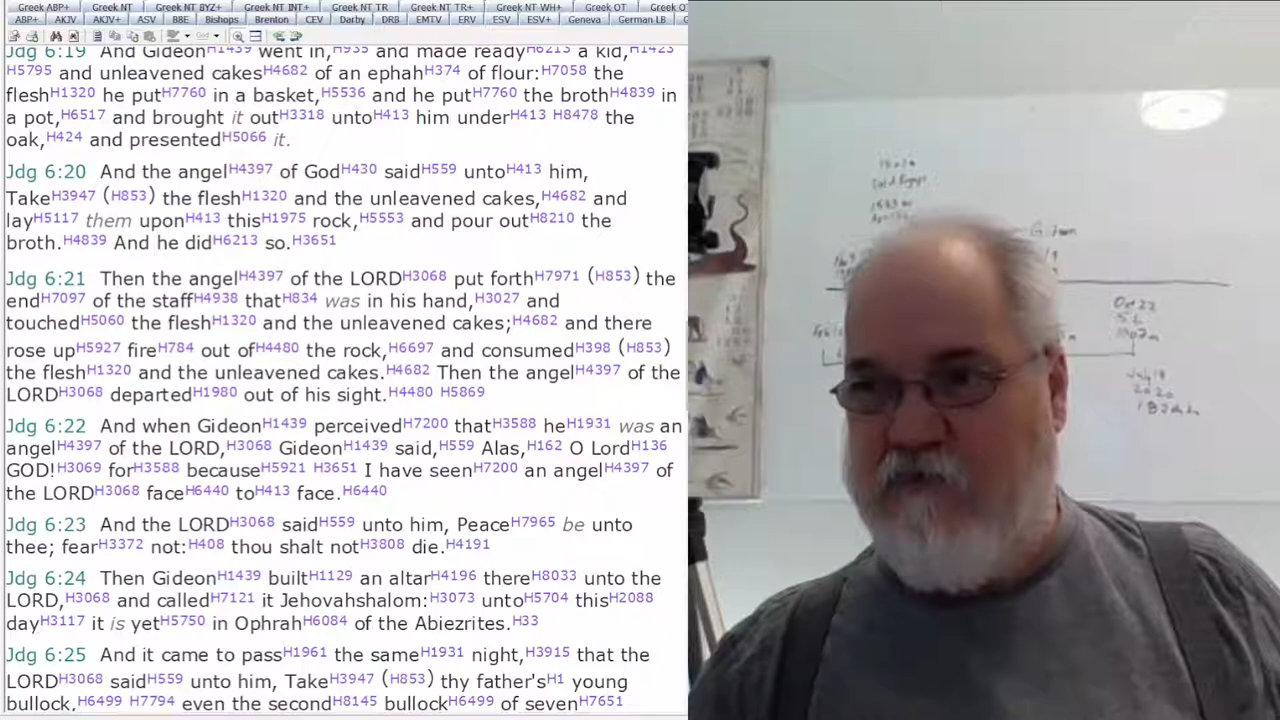 Greek ABP+ Greek NT Greek NT BYZ+ Greek NT INT+ Greek NT TR Greek NT TR+ Greek NT WH+ Greek OT Greek
ABP+ AKJV AKJV+ ASV BBE Bishops Brenton CEV Darby DRB EMTV ERV ESV ESV+ Geneva German LB
Jdg 6:19 And Gideon H1439 went in, H935 and made ready H6213 a kid, H1423
H5795 and unleavened cakes H4682 of an ephah H374 of flour: H7058 the
flesh H1320 he put H7760 in a basket, H5536 and he put H7760 the broth H4839 in
a pot, H6517 and brought it out H3318 unto H413 him under H413 H8478 the
oak, H424 and presented H5066 it.
Jdg 6:20 And the angel H4397 of God H430 said H559 unto H413 him,
Take H3947 (H853) the flesh H1320 and the unleavened cakes, H4682 and
lay H5117 them upon H413 this H1975 rock, H5553 and pour out H8210 the
broth. H4839 And he did H6213 so. H3651
Jdg 6:21 Then the angel H4397 of the LORD H3068 put forth H7971 (H853) the
end H7097 of the staff H4938 that H834 was in his hand, H3027 and
touched H5060 the flesh H1320 and the unleavened cakes; H4682 and there
rose up H5927 fire H784 out of H4480 the rock, H6697 and consumed H398 (H853)
the flesh H1320 and the unleavened cakes. H4682 Then the angel H4397 of the
LORD H3068 departed H1980 out of his sight. H4480 H5869
Jdg 6:22 And when Gideon H1439 perceived H7200 that H3588 he H1931 was an
angel H4397 of the LORD, H3068 Gideon H1439 said, H559 Alas, H162 O Lord H136
GOD! H3069 for H3588 because H5921 H3651 I have seen H7200 an angel H4397 of
the LORD H3068 face H6440 to H413 face. H6440
Jdg 6:23 And the LORD H3068 said H559 unto him, Peace H7965 be unto
thee; fear H3372 not: H408 thou shalt not H3808 die. H4191
Jdg 6:24 Then Gideon H1439 built H1129 an altar H4196 there H8033 unto the
LORD, H3068 and called H7121 it Jehovahshalom: H3073 unto H5704 this H2088
day H3117 it is yet H5750 in Ophrah H6084 of the Abiezrites. H33
Jdg 6:25 And it came to pass H1961 the same H1931 night, H3915 that the
LORD H3068 said H559 unto him, Take H3947 (H853) thy father's H1 young
bullock, H6499 H7794 even the second H8145 bullock H6499 of seven H7651
Oct 22
July 18
2020